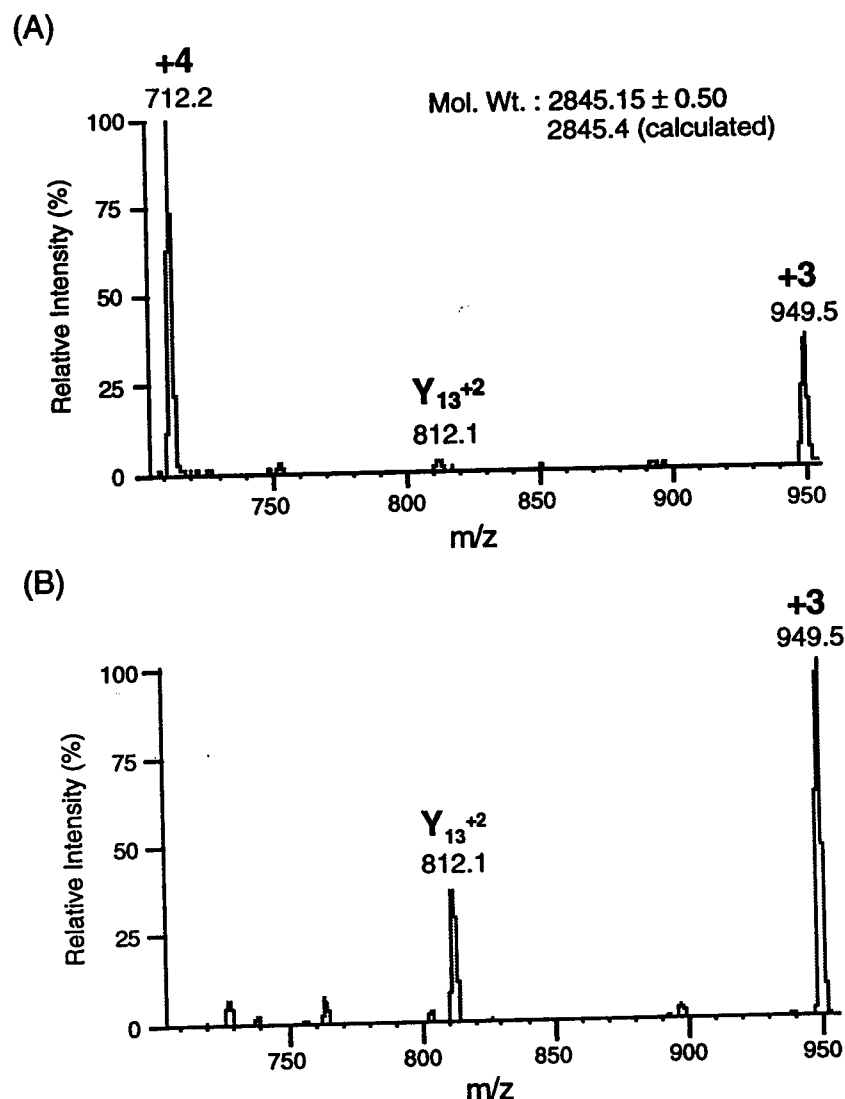 (A)
+4
712.2
Mol. Wt. : 2845.15 ± 0.50
2845.4 (calculated)
100
75
50
25
0
Relative Intensity (%)
+3
949.5
Y13+2
812.1
750
800
850
900
950
m/z
(B)
+3
949.5
100
75
50
25
0
Relative Intensity (%)
Y13+2
812.1
750
800
850
900
950
m/z